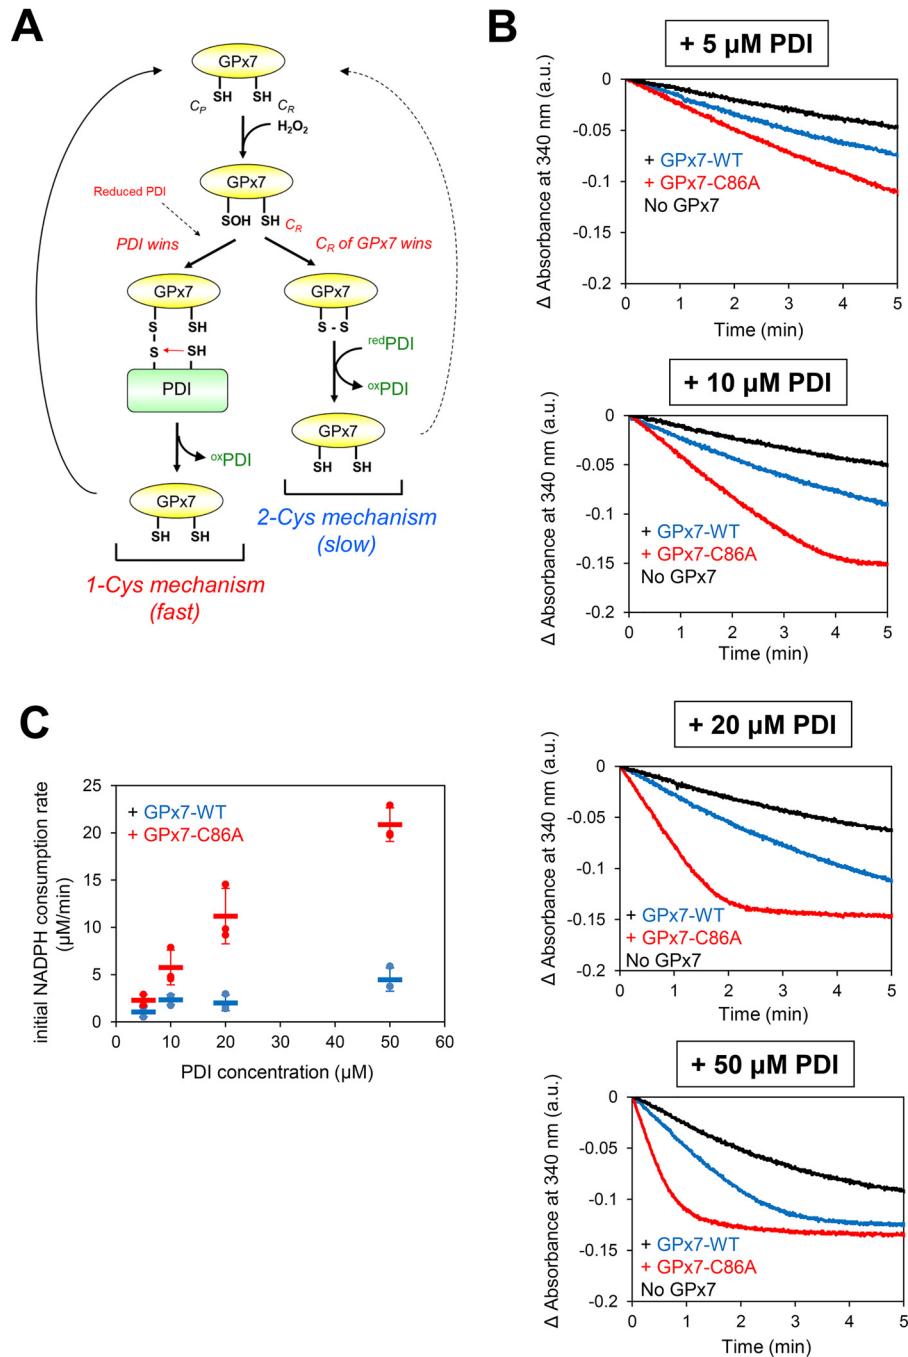 A
GPx7
SH SH
C_P C_R
H₂O₂
GPx7
Reduced PDI
SOH SH C_R
PDI wins
C_R of GPx7 wins
GPx7
S SH
S SH
PDI
oxPDI
GPx7
SH SH
1-Cys mechanism
(fast)
GPx7
S - S
redPDI
oxPDI
GPx7
SH SH
2-Cys mechanism
(slow)
B
+ 5 µM PDI
Δ Absorbance at 340 nm (a.u.)
0
-0.05
-0.1
-0.15
-0.2
+ GPx7-WT
+ GPx7-C86A
No GPx7
0 1 2 3 4 5
Time (min)
+ 10 µM PDI
Δ Absorbance at 340 nm (a.u.)
0
-0.05
-0.1
-0.15
-0.2
+ GPx7-WT
+ GPx7-C86A
No GPx7
0 1 2 3 4 5
Time (min)
+ 20 µM PDI
Δ Absorbance at 340 nm (a.u.)
0
-0.05
-0.1
-0.15
-0.2
+ GPx7-WT
+ GPx7-C86A
No GPx7
0 1 2 3 4 5
Time (min)
+ 50 µM PDI
Δ Absorbance at 340 nm (a.u.)
0
-0.05
-0.1
-0.15
-0.2
+ GPx7-WT
+ GPx7-C86A
No GPx7
0 1 2 3 4 5
Time (min)
C
initial NADPH consumption rate
(µM/min)
25
20
15
10
5
0
+ GPx7-WT
+ GPx7-C86A
0 10 20 30 40 50 60
PDI concentration (µM)